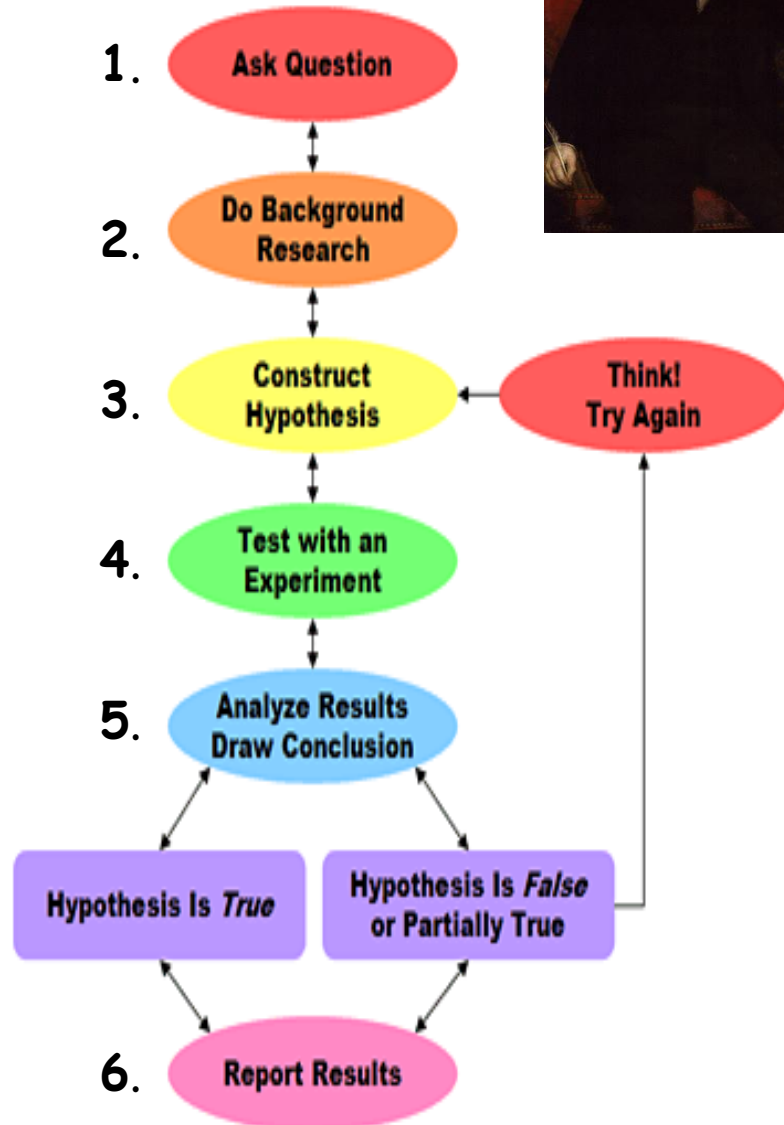 1. Ask Question
2. Do Background
Research
3. Construct
Hypothesis
Think!
Try Again
4. Test with an
Experiment
5. Analyze Results
Draw Conclusion
Hypothesis Is True
Hypothesis Is False
or Partially True
6. Report Results